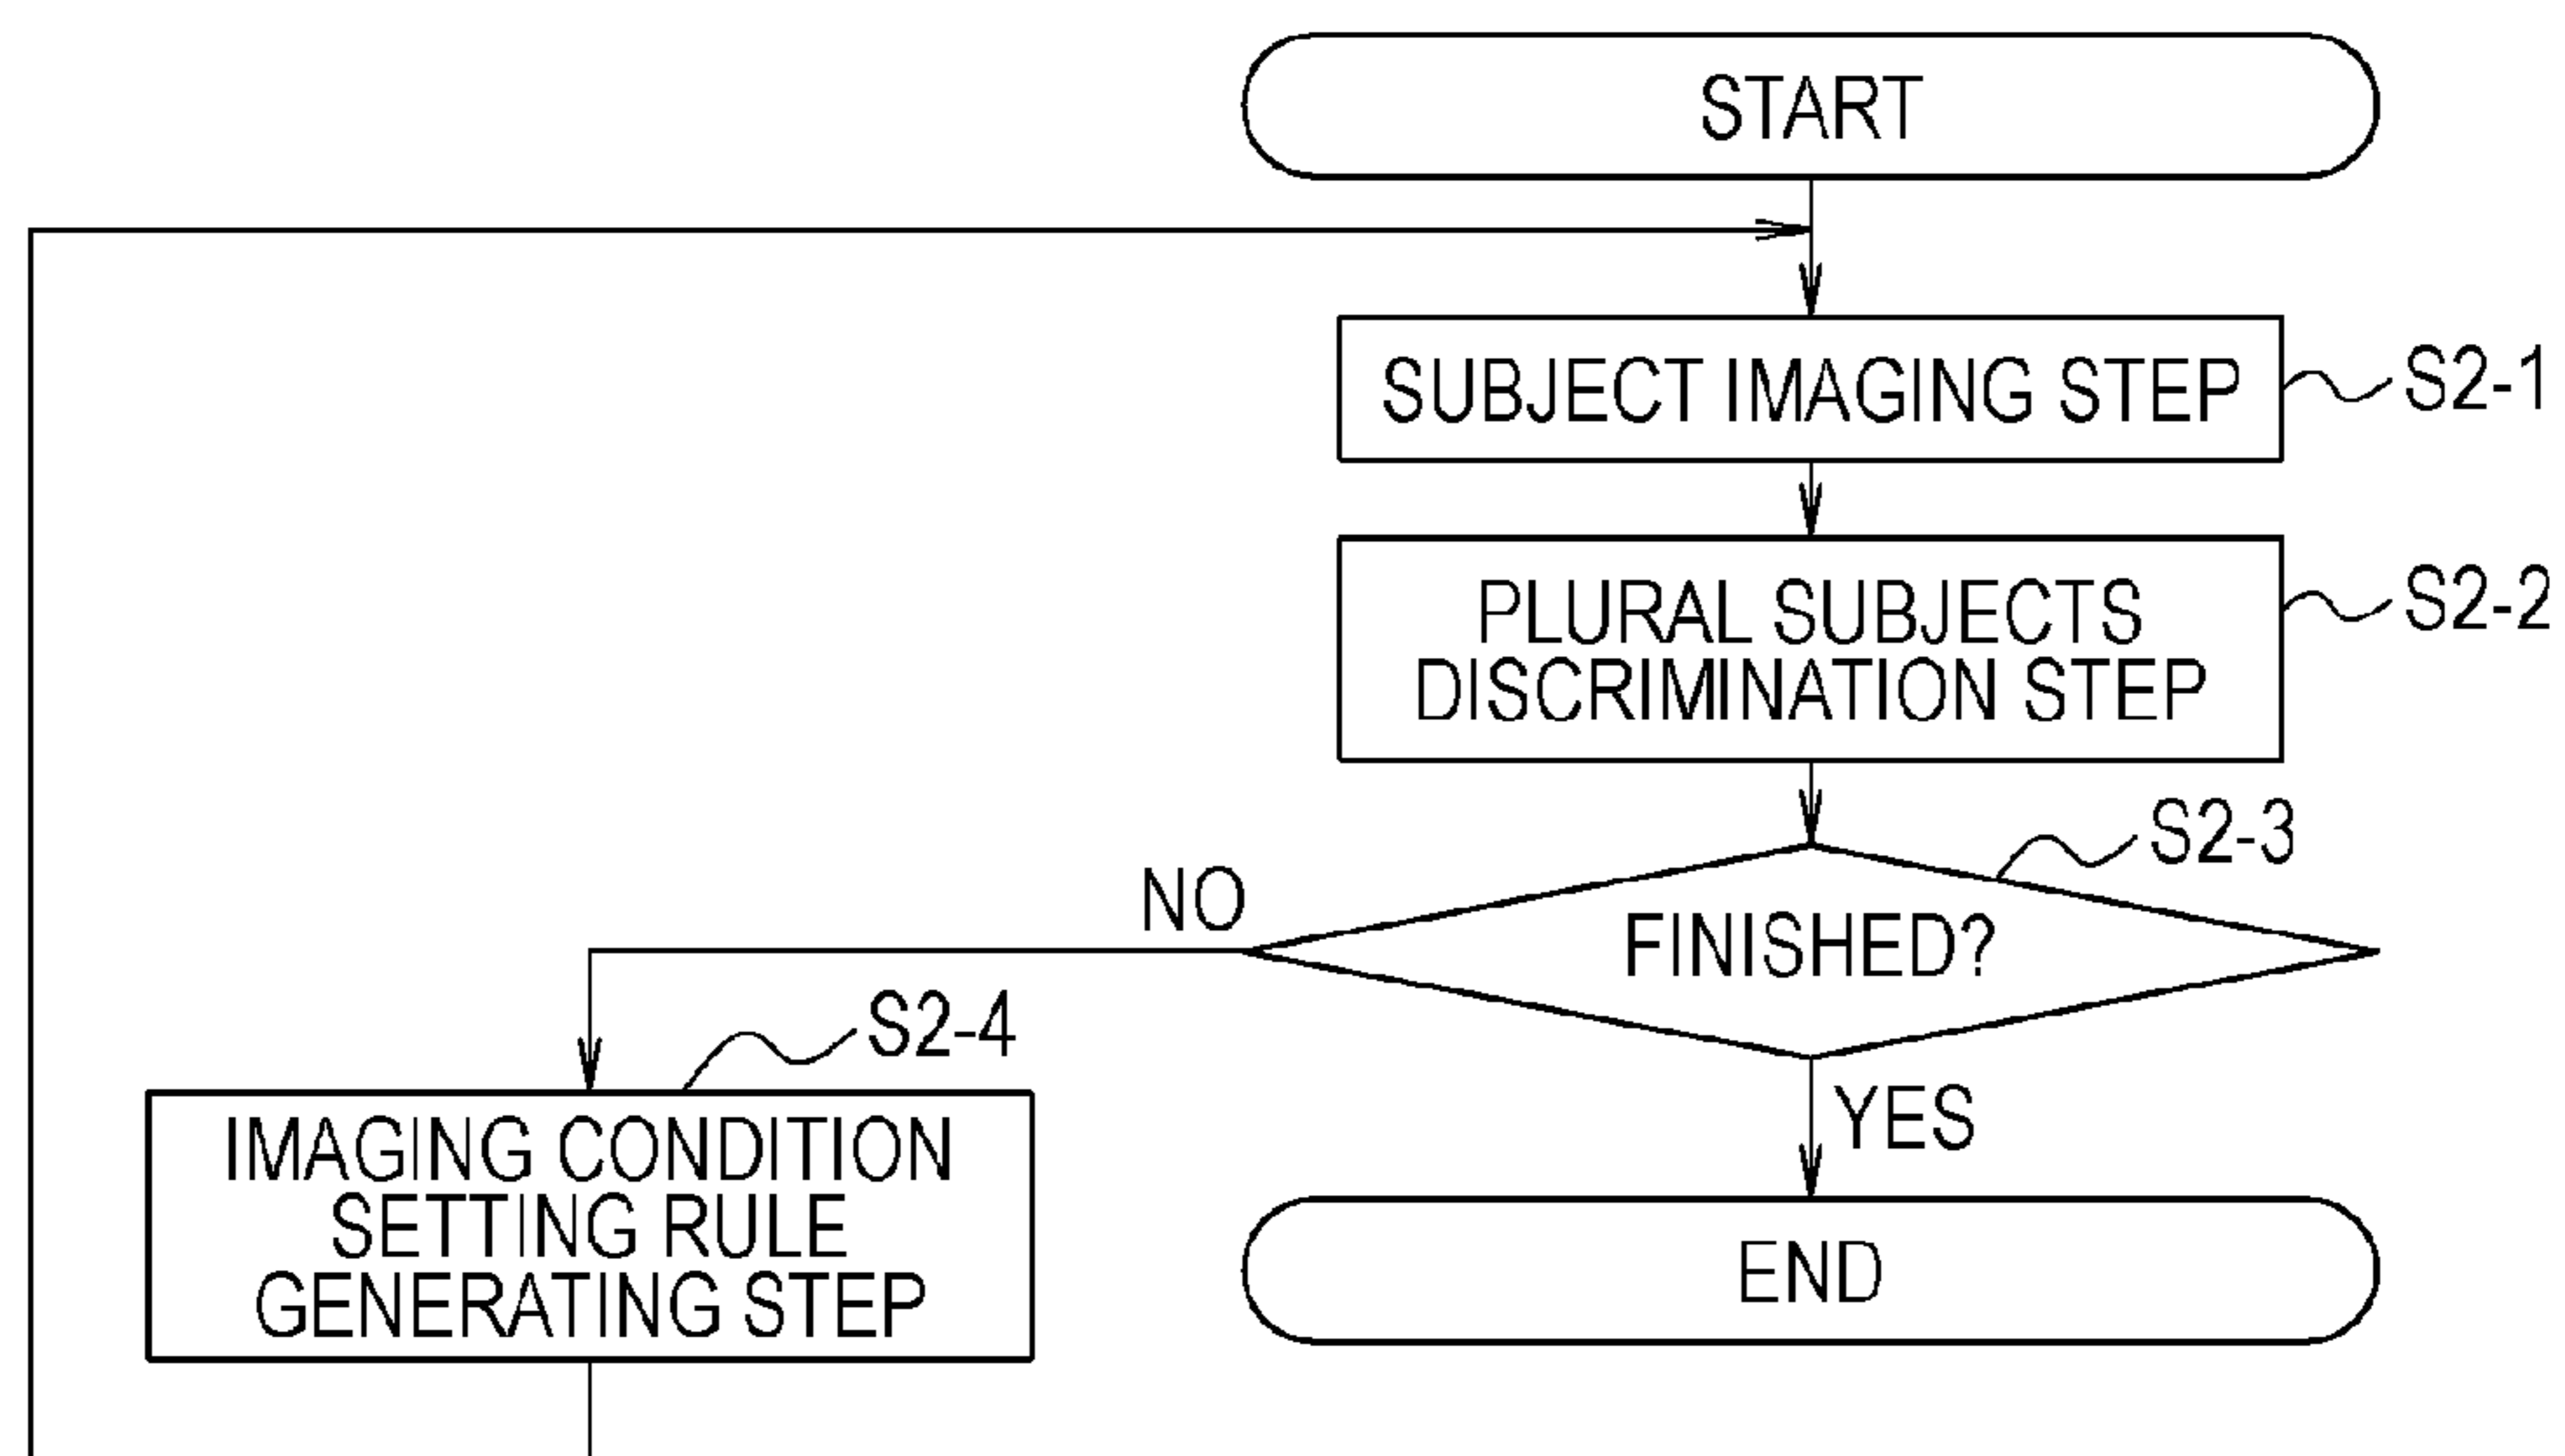 START
SUBJECT IMAGING STEP
S2-1
PLURAL SUBJECTS
DISCRIMINATION STEP
S2-2
S2-3
FINISHED?
NO
YES
S2-4
IMAGING CONDITION
SETTING RULE
GENERATING STEP
END